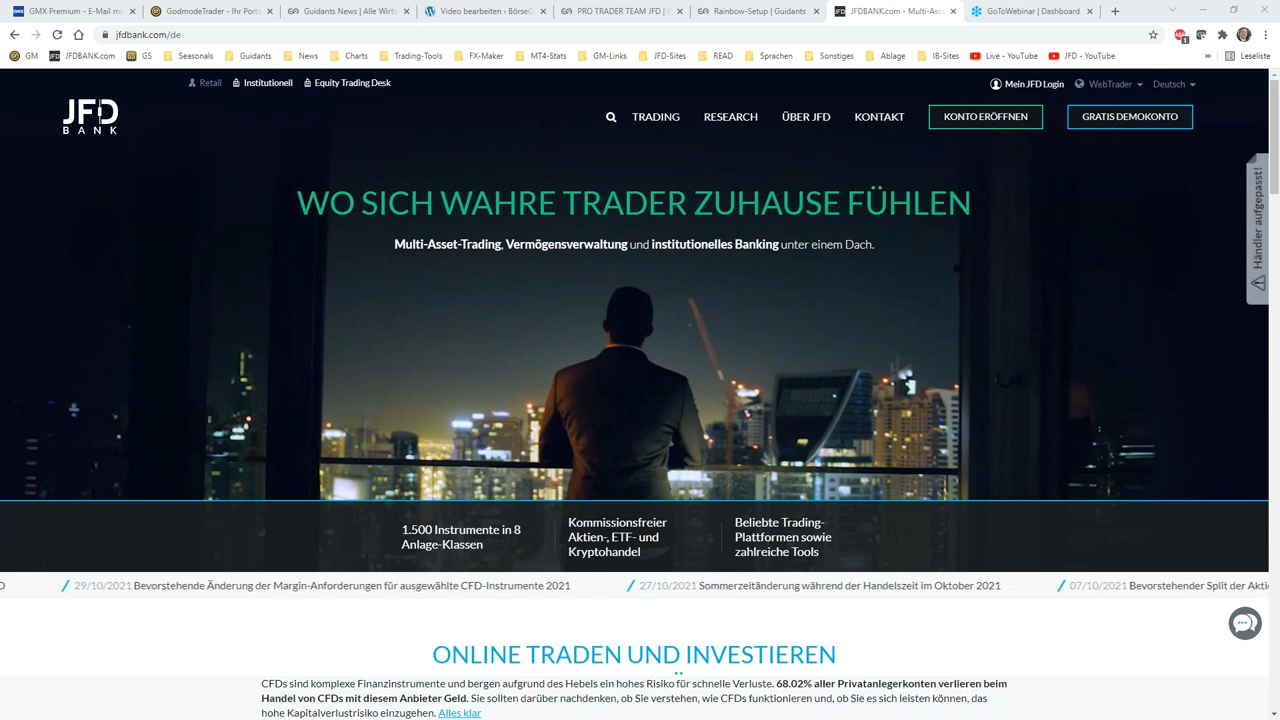 GMX Premium - E-Mail me
GodmodeTrader - Ihr Porta
Guidants News | Alle Wirts
Video bearbeiten ‹ BörseG
PRO TRADER TEAM JFD | G
Rainbow-Setup | Guidants
JFDBANK.com - Multi-Ass
GoToWebinar | Dashboard
jfdbank.com/de
GM
JFDBANK.com
GS
Seasonals
Guidants
News
Charts
Trading-Tools
FX-Maker
MT4-Stats
GM-Links
JFD-Sites
READ
Sprachen
Sonstiges
Ablage
IB-Sites
Live - YouTube
JFD - YouTube
»
Leseliste
Retail
Institutionell
Equity Trading Desk
Mein JFD Login
WebTrader
Deutsch
JFD
BANK
TRADING
RESEARCH
ÜBER JFD
KONTAKT
KONTO ERÖFFNEN
GRATIS DEMOKONTO
Händler aufgepasst!
WO SICH WAHRE TRADER ZUHAUSE FÜHLEN
Multi-Asset-Trading, Vermögensverwaltung und institutionelles Banking unter einem Dach.
1.500 Instrumente in 8
Anlage-Klassen
Kommissionsfreier
Aktien-, ETF- und
Kryptohandel
Beliebte Trading-
Plattformen sowie
zahlreiche Tools
29/10/2021 Bevorstehende Änderung der Margin-Anforderungen für ausgewählte CFD-Instrumente 2021
27/10/2021 Sommerzeitänderung während der Handelszeit im Oktober 2021
07/10/2021 Bevorstehender Split der Akti
ONLINE TRADEN UND INVESTIEREN
CFDs sind komplexe Finanzinstrumente und bergen aufgrund des Hebels ein hohes Risiko für schnelle Verluste. 68.02% aller Privatanlegerkonten verlieren beim
Handel von CFDs mit diesem Anbieter Geld. Sie sollten darüber nachdenken, ob Sie verstehen, wie CFDs funktionieren und, ob Sie es sich leisten können, das
hohe Kapitalverlustrisiko einzugehen. Alles klar